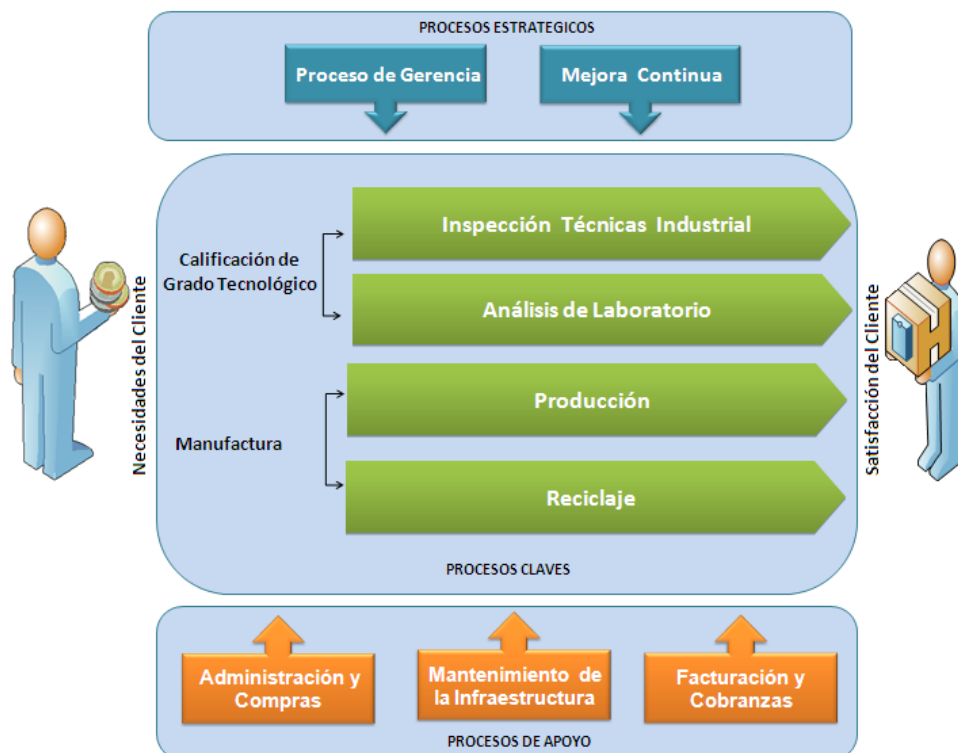 PROCESOS ESTRATEGICOS
Proceso de Gerencia
Mejora Continua
Necesidades del Cliente
Calificación de
Grado Tecnológico
Inspección Técnicas Industrial
Análisis de Laboratorio
Manufactura
Producción
Reciclaje
PROCESOS CLAVES
Satisfacción del Cliente
Administración y
Compras
Mantenimiento de
la Infraestructura
Facturación y
Cobranzas
PROCESOS DE APOYO